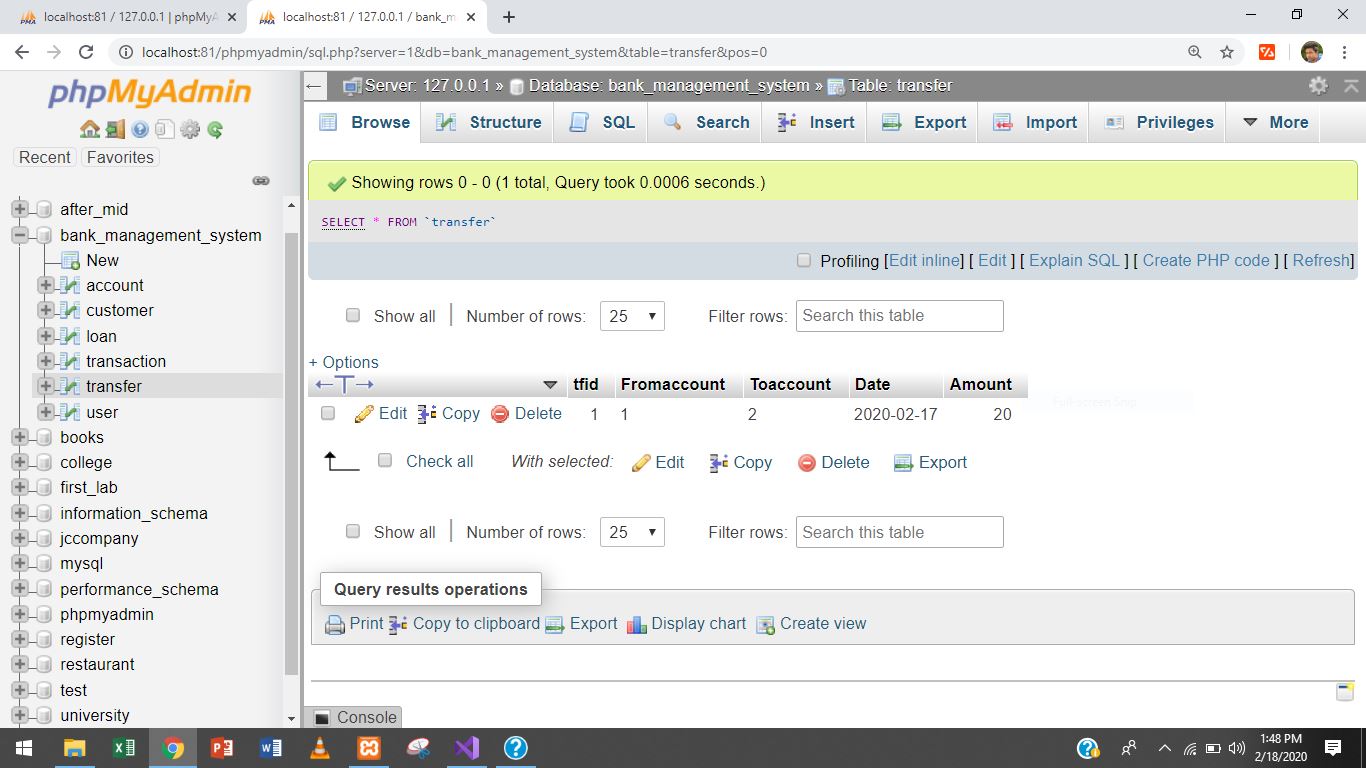 localhost:81 / 127.0.0.1 | phpMyA
localhost:81 / 127.0.0.1 / bank_m
localhost:81/phpmyadmin/sql.php?server=1&db=bank_management_system&table=transfer&pos=0
phpMyAdmin
Recent Favorites
after_mid
bank_management_system
New
account
customer
loan
transaction
transfer
user
books
college
first_lab
information_schema
jccompany
mysql
performance_schema
phpmyadmin
register
restaurant
test
university
Server: 127.0.0.1 » Database: bank_management_system » Table: transfer
Browse Structure SQL Search Insert Export Import Privileges More
Showing rows 0 - 0 (1 total, Query took 0.0006 seconds.)
SELECT * FROM `transfer`
Profiling [Edit inline] [ Edit ] [ Explain SQL ] [ Create PHP code ] [ Refresh]
Show all | Number of rows: 25 Filter rows: Search this table
+ Options
←T→ tfid Fromaccount Toaccount Date Amount
Edit Copy Delete 1 1 2 2020-02-17 20
Check all With selected: Edit Copy Delete Export
Show all | Number of rows: 25 Filter rows: Search this table
Query results operations
Print Copy to clipboard Export Display chart Create view
Console
1:48 PM
2/18/2020